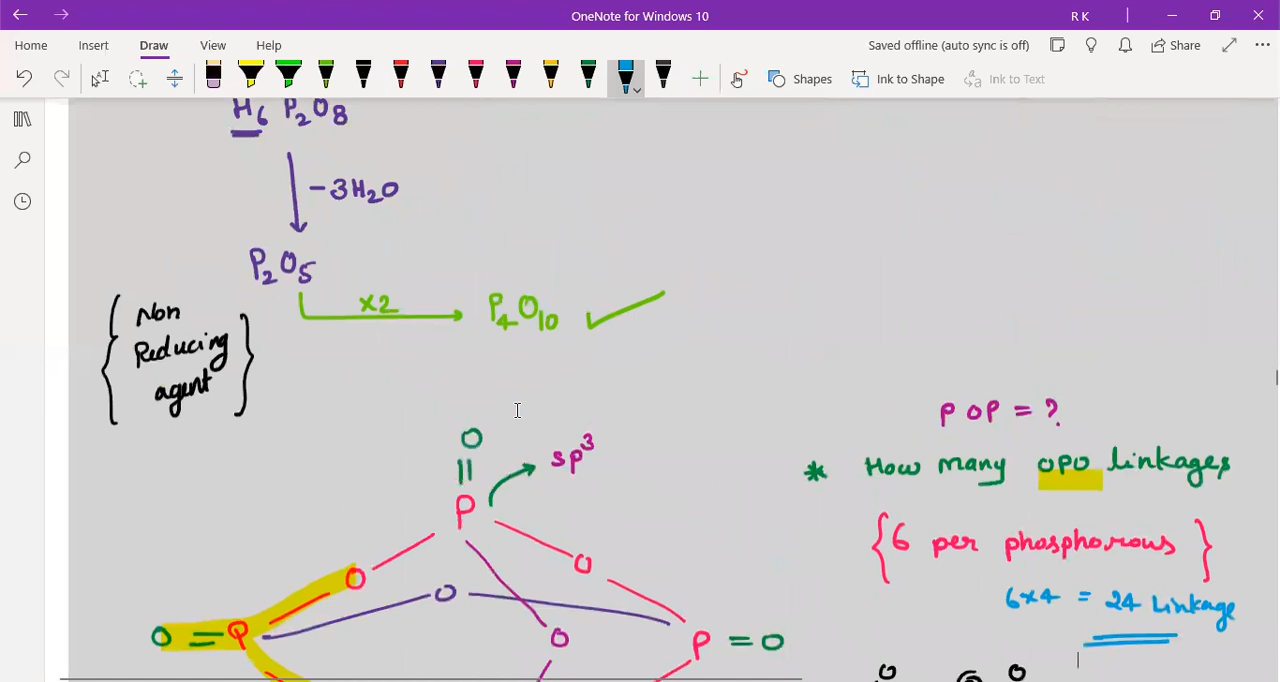 OneNote for Windows 10
R K
Home Insert Draw View Help
Saved offline (auto sync is off)
Share
Shapes
Ink to Shape
Ink to Text
H6 P2O8
-3H2O
P2O5
x2
P4O10
Non
Reducing
agent
O
sp³
P
O
O
O
O = P
O
P = O
POP = ?
* How many OPO linkages
{6 per phosphorous}
6x4 = 24 Linkage
O
O